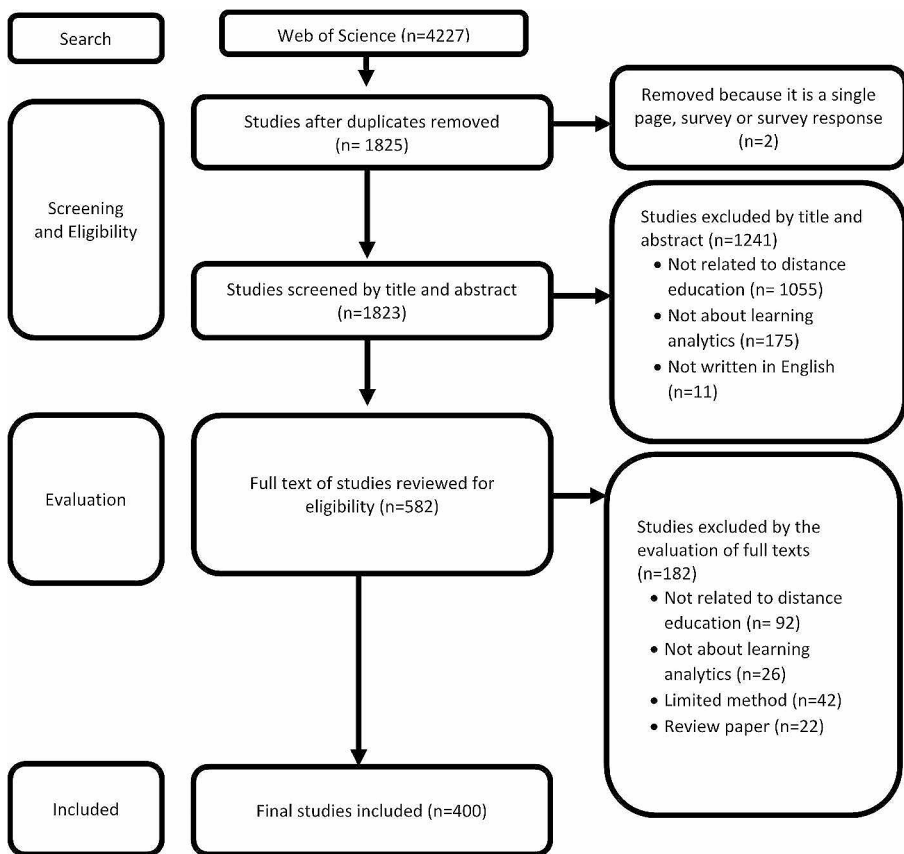 Search
Web of Science (n=4227)
Studies after duplicates removed
(n= 1825)
Removed because it is a single
page, survey or survey response
(n=2)
Screening
and Eligibility
Studies screened by title and abstract
(n=1823)
Studies excluded by title and
abstract (n=1241)
• Not related to distance
education (n= 1055)
• Not about learning
analytics (n=175)
• Not written in English
(n=11)
Evaluation
Full text of studies reviewed for
eligibility (n=582)
Studies excluded by the
evaluation of full texts
(n=182)
• Not related to distance
education (n= 92)
• Not about learning
analytics (n=26)
• Limited method (n=42)
• Review paper (n=22)
Included
Final studies included (n=400)